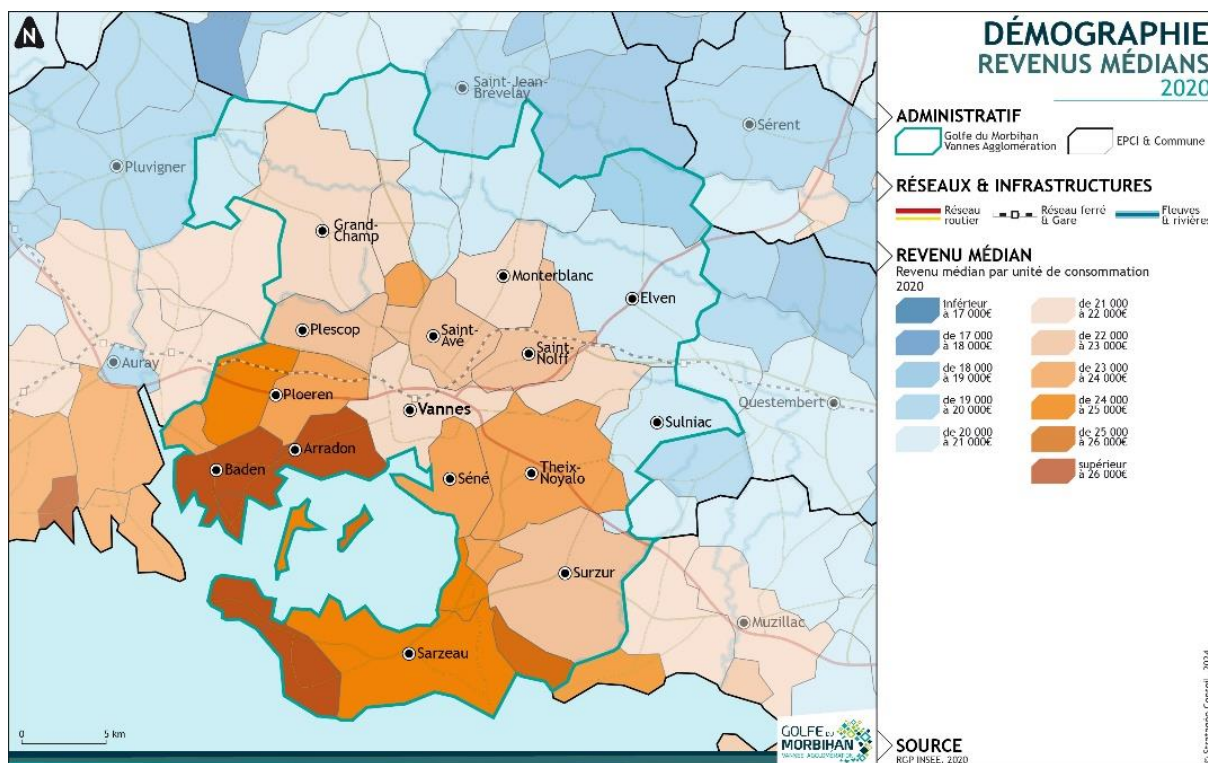 N
Saint-Jean-
Brévelay
Sérent
Pluvigner
Grand-
Champ
Monterblanc
Elven
Plescop
Saint-
Avé
Saint-
Nolff
Auray
Ploeren
Vannes
Questembert
Sulniac
Arradon
Baden
Séné
Theix-
Noyalo
Surzur
Muzillac
Sarzeau
0 5 km
GOLFE DU
MORBIHAN
VANNES AGGLOMÉRATION
DÉMOGRAPHIE
REVENUS MÉDIANS
2020
ADMINISTRATIF
Golfe du Morbihan
Vannes Agglomération
EPCI & Commune
RÉSEAUX & INFRASTRUCTURES
Réseau
routier
Réseau ferré
& Gare
Fleuves
& rivières
REVENU MÉDIAN
Revenu médian par unité de consommation
2020
inférieur
à 17 000€
de 17 000
à 18 000€
de 18 000
à 19 000€
de 19 000
à 20 000€
de 20 000
à 21 000€
de 21 000
à 22 000€
de 22 000
à 23 000€
de 23 000
à 24 000€
de 24 000
à 25 000€
de 25 000
à 26 000€
supérieur
à 26 000€
SOURCE
RGP INSEE, 2020